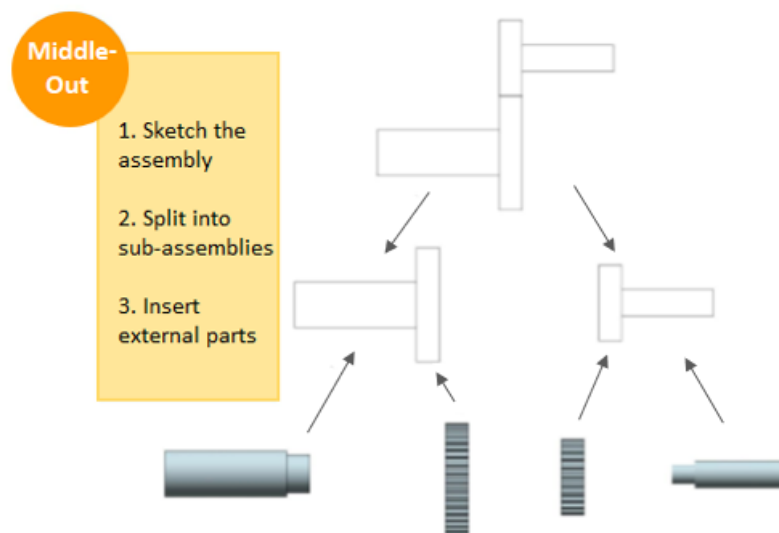 Middle-
Out
1. Sketch the
assembly
2. Split into
sub-assemblies
3. Insert
external parts